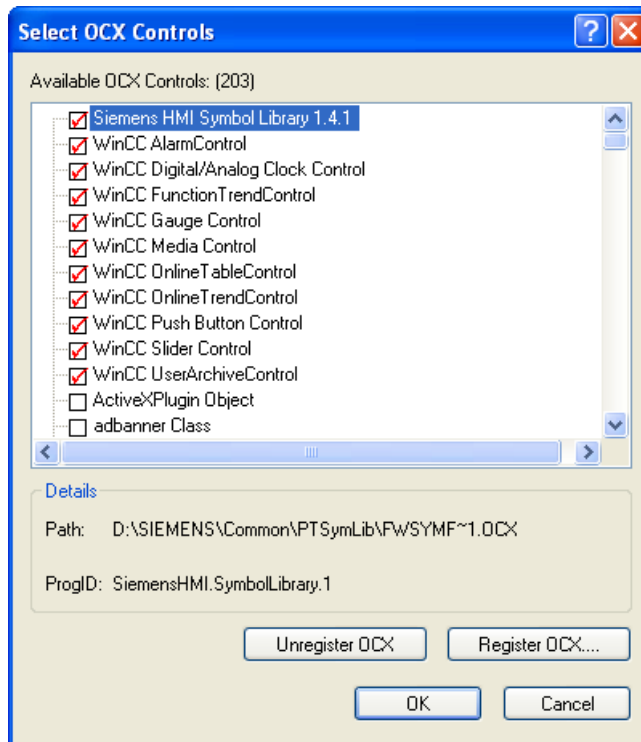 Select OCX Controls
Available OCX Controls: (203)
Siemens HMI Symbol Library 1.4.1
WinCC AlarmControl
WinCC Digital/Analog Clock Control
WinCC FunctionTrendControl
WinCC Gauge Control
WinCC Media Control
WinCC OnlineTableControl
WinCC OnlineTrendControl
WinCC Push Button Control
WinCC Slider Control
WinCC UserArchiveControl
ActiveXPlugin Object
adbanner Class
Details
Path: D:\SIEMENS\Common\PTSymLib\FWSYMF~1.OCX
ProgID: SiemensHMI.SymbolLibrary.1
Unregister OCX Register OCX....
OK Cancel